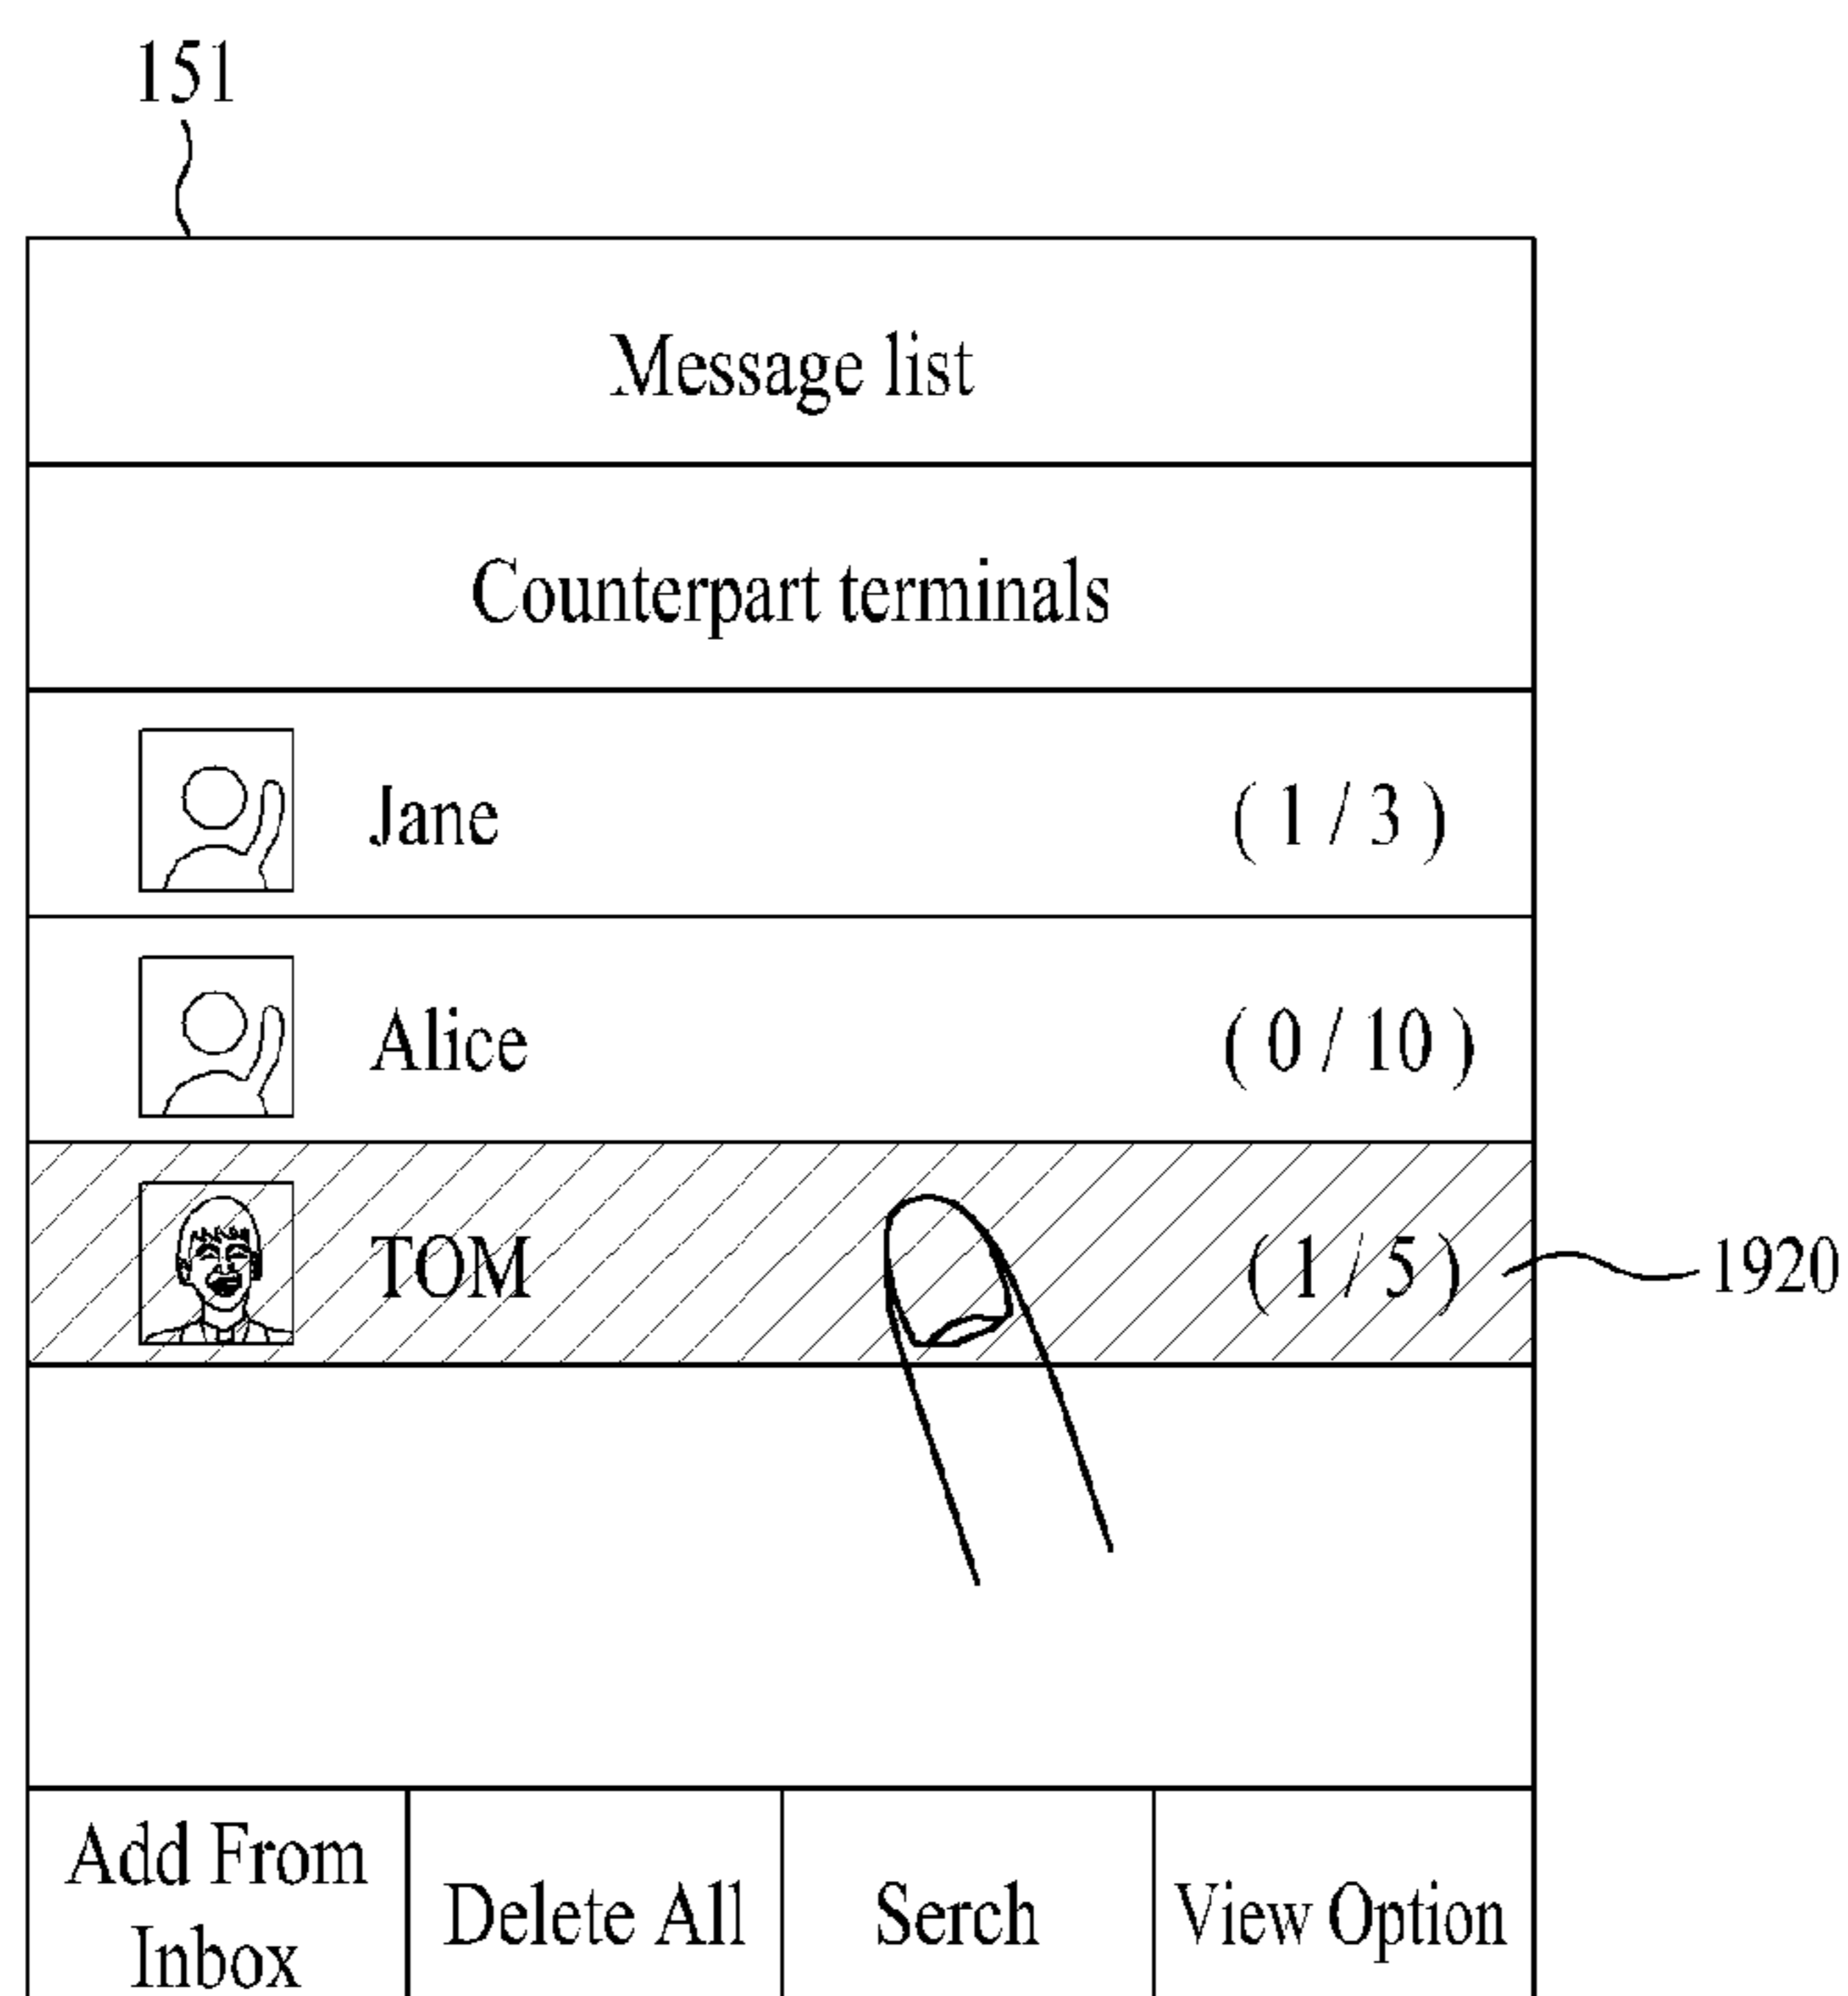 151
Message list
Counterpart terminals
Jane ( 1 / 3 )
Alice ( 0 / 10 )
TOM ( 1 / 5 )
1920
Add From
Inbox
Delete All
Serch
View Option